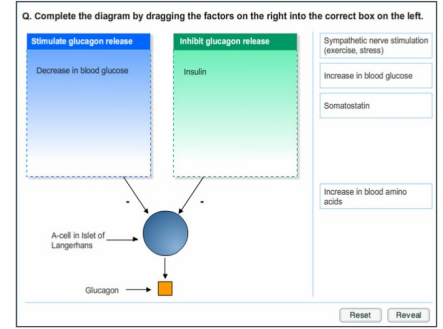 Q. Complete the diagram by dragging the factors on the right into the correct box on the left.
Stimulate glucagon release
Decrease in blood glucose
Inhibit glucagon release
Insulin
Sympathetic nerve stimulation
(exercise, stress)
Increase in blood glucose
Somatostatin
Increase in blood amino
acids
-
-
A-cell in Islet of
Langerhans
Glucagon
Reset
Reveal